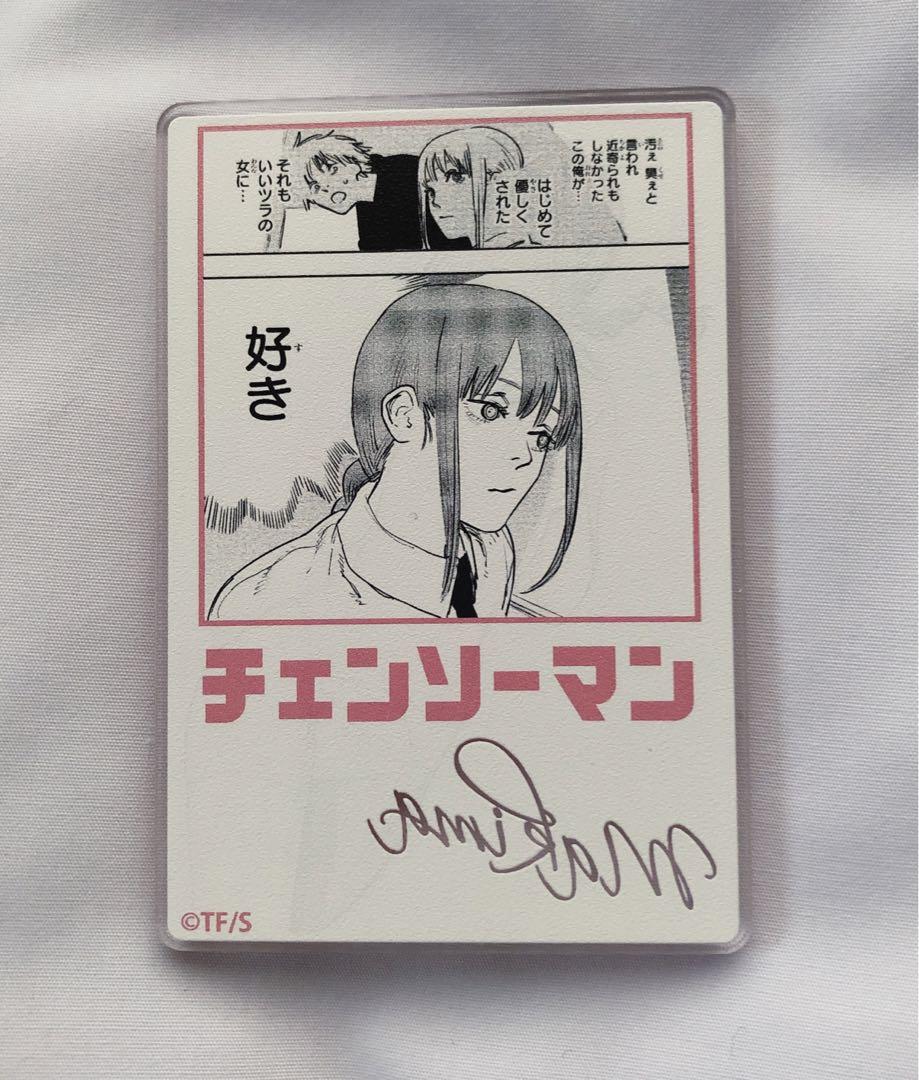 汚ぇ 臭ぇと
言われ
近寄られも
しなかった
この俺が…
はじめて
優しく
された
それも
いいツラの
女に…
好き
チェンソーマン
Makima
©TF/S